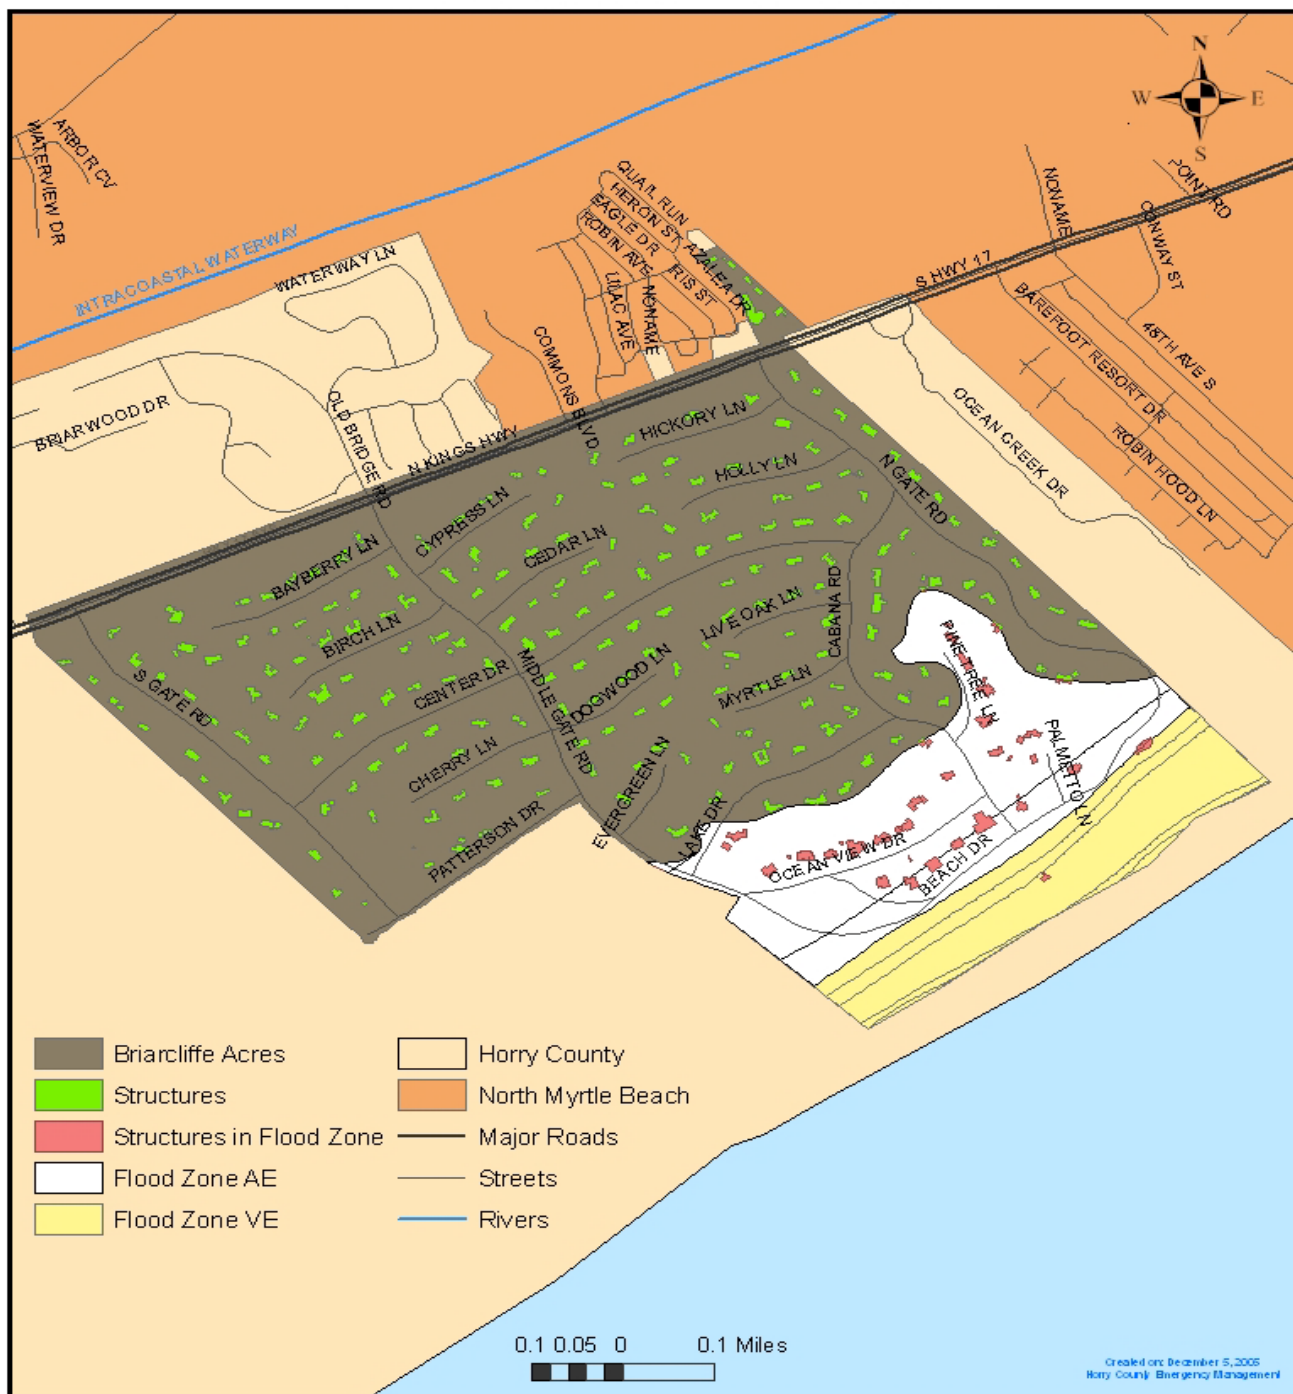 N
W
E
S
ARBOR CV
WATERVIEW DR
INTRACOASTAL WATERWAY
WATERWAY LN
QUAIL RUN
HERON ST
AZALEA DR
EAGLE DR
IRIS ST
ROBIN AVE
LILAC AVE
NONAME
NONAME
POINT RD
CONWAY ST
S HWY 17
BAREFOOT RESORT DR
48TH AVE S
ROBIN HOOD LN
OCEAN CREEK DR
COMMONS BLVD
BRIARWOOD DR
OLD BRIDGE RD
N KINGS HWY
HICKORY LN
HOLLY LN
N GATE RD
CYPRESS LN
CEDAR LN
BAYBERRY LN
BIRCH LN
LIVE OAK LN
CABANA RD
S GATE RD
CENTER DR
MIDDLE GATE RD
DOGWOOD LN
MYRTLE LN
PINE TREE LN
CHERRY LN
EVERGREEN LN
PALMETTO LN
PATTERSON DR
LAKE DR
OCEAN VIEW DR
BEACH DR
Briarcliffe Acres
Structures
Structures in Flood Zone
Flood Zone AE
Flood Zone VE
Horry County
North Myrtle Beach
Major Roads
Streets
Rivers
0.1 0.05 0 0.1 Miles
Created on: December 5, 2005
Horry County Emergency Management